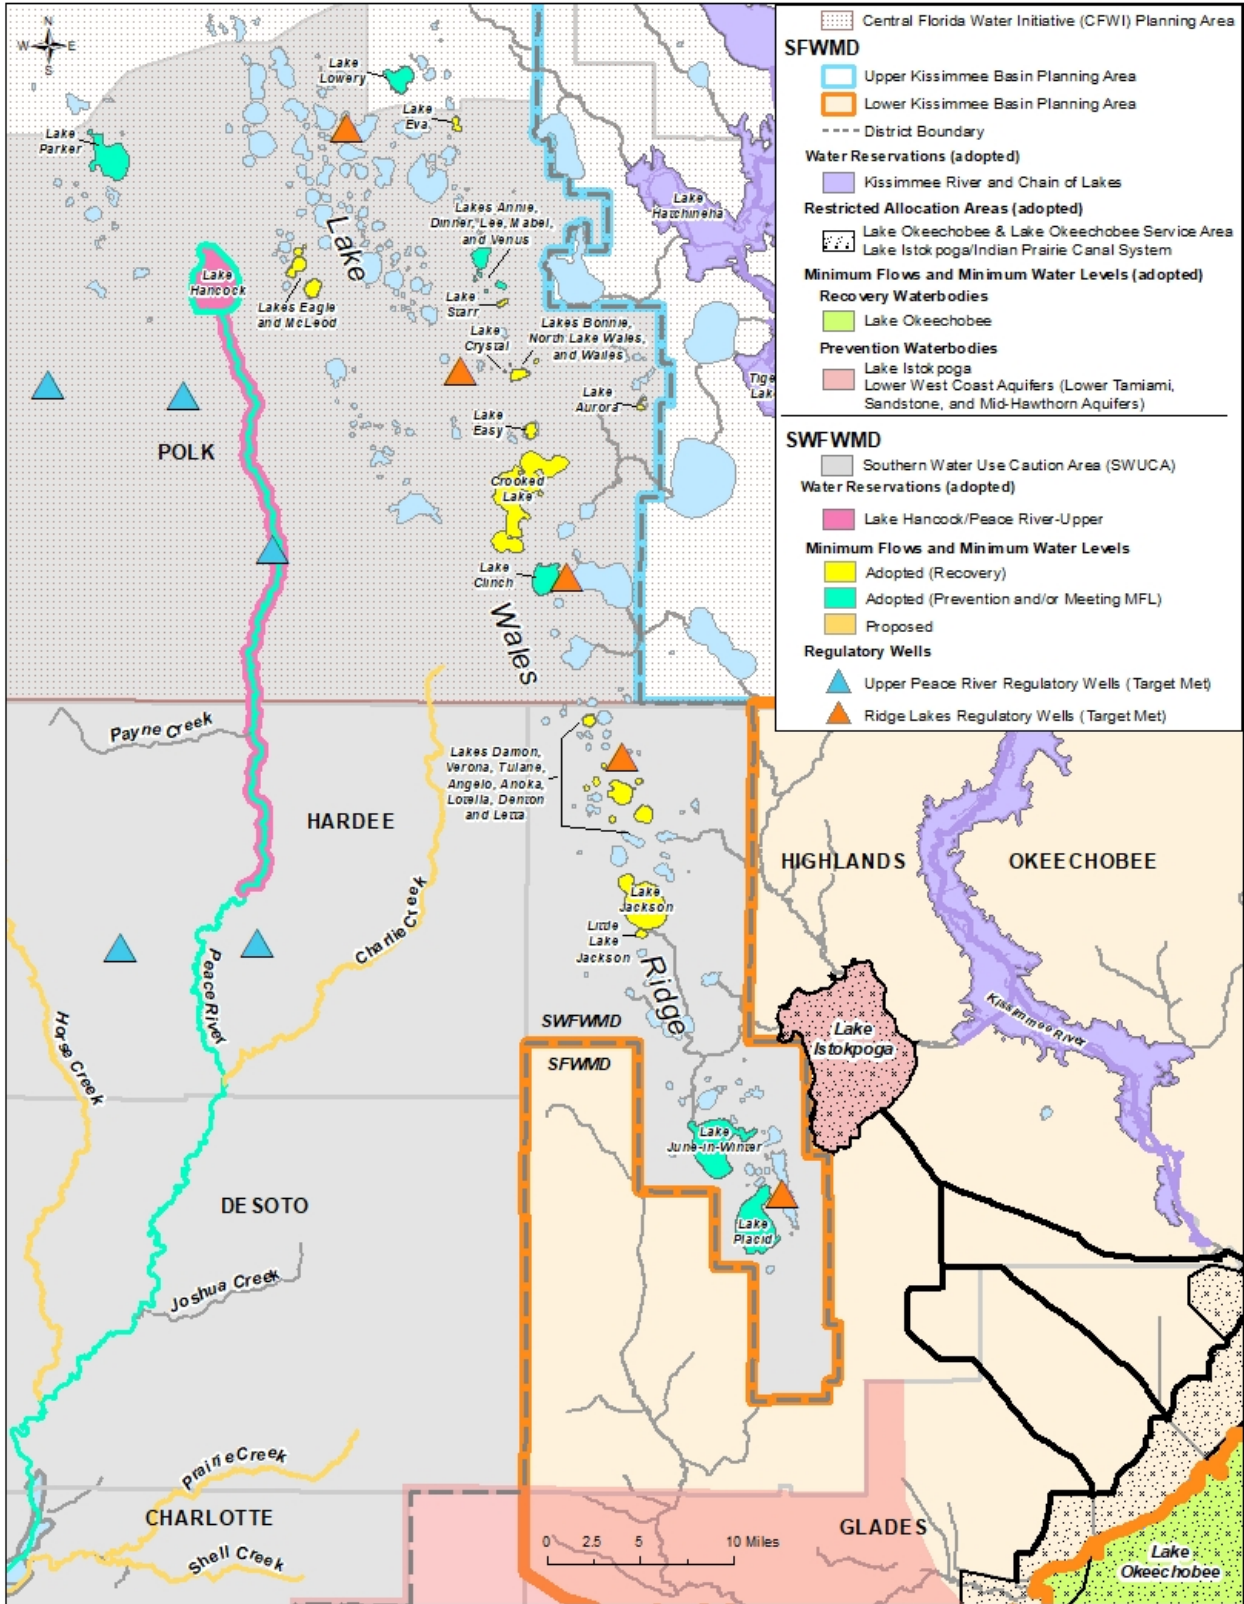 N
W E
S
Central Florida Water Initiative (CFWI) Planning Area
SFWMD
Upper Kissimmee Basin Planning Area
Lower Kissimmee Basin Planning Area
District Boundary
Water Reservations (adopted)
Kissimmee River and Chain of Lakes
Restricted Allocation Areas (adopted)
Lake Okeechobee & Lake Okeechobee Service Area
Lake Istokpoga/Indian Prairie Canal System
Minimum Flows and Minimum Water Levels (adopted)
Recovery Waterbodies
Lake Okeechobee
Prevention Waterbodies
Lake Istokpoga
Lower West Coast Aquifers (Lower Tamiami,
Sandstone, and Mid-Hawthorn Aquifers)
SWFWMD
Southern Water Use Caution Area (SWUCA)
Water Reservations (adopted)
Lake Hancock/Peace River-Upper
Minimum Flows and Minimum Water Levels
Adopted (Recovery)
Adopted (Prevention and/or Meeting MFL)
Proposed
Regulatory Wells
Upper Peace River Regulatory Wells (Target Met)
Ridge Lakes Regulatory Wells (Target Met)
Lake
Lowery
Lake
Eva
Lake
Parker
Lake
Hatchineha
Lakes Annie,
Dinner, Lee, Mabel,
and Venus
Lake
Lake
Hancock
Lakes Eagle
and McLeod
Lake
Starr
Lake
Crystal
Lakes Bonnie,
North Lake Wales,
and Wailes
Tige
Lake
Lake
Aurora
Lake
Easy
POLK
Crooked
Lake
Lake
Clinch
Wales
Payne Creek
Lakes Damon,
Verona, Tulane,
Angelo, Anoka,
Lotella, Denton
and Letta
HARDEE
HIGHLANDS
OKEECHOBEE
Charlie Creek
Lake
Jackson
Little
Lake
Jackson
Ridge
Peace River
Horse Creek
SWFWMD
SFWMD
Lake
Istokpoga
Kissimmee River
Lake
June-in-Winter
DE SOTO
Lake
Placid
Joshua Creek
Prairie Creek
CHARLOTTE
Shell Creek
GLADES
0 2.5 5 10 Miles
Lake
Okeechobee